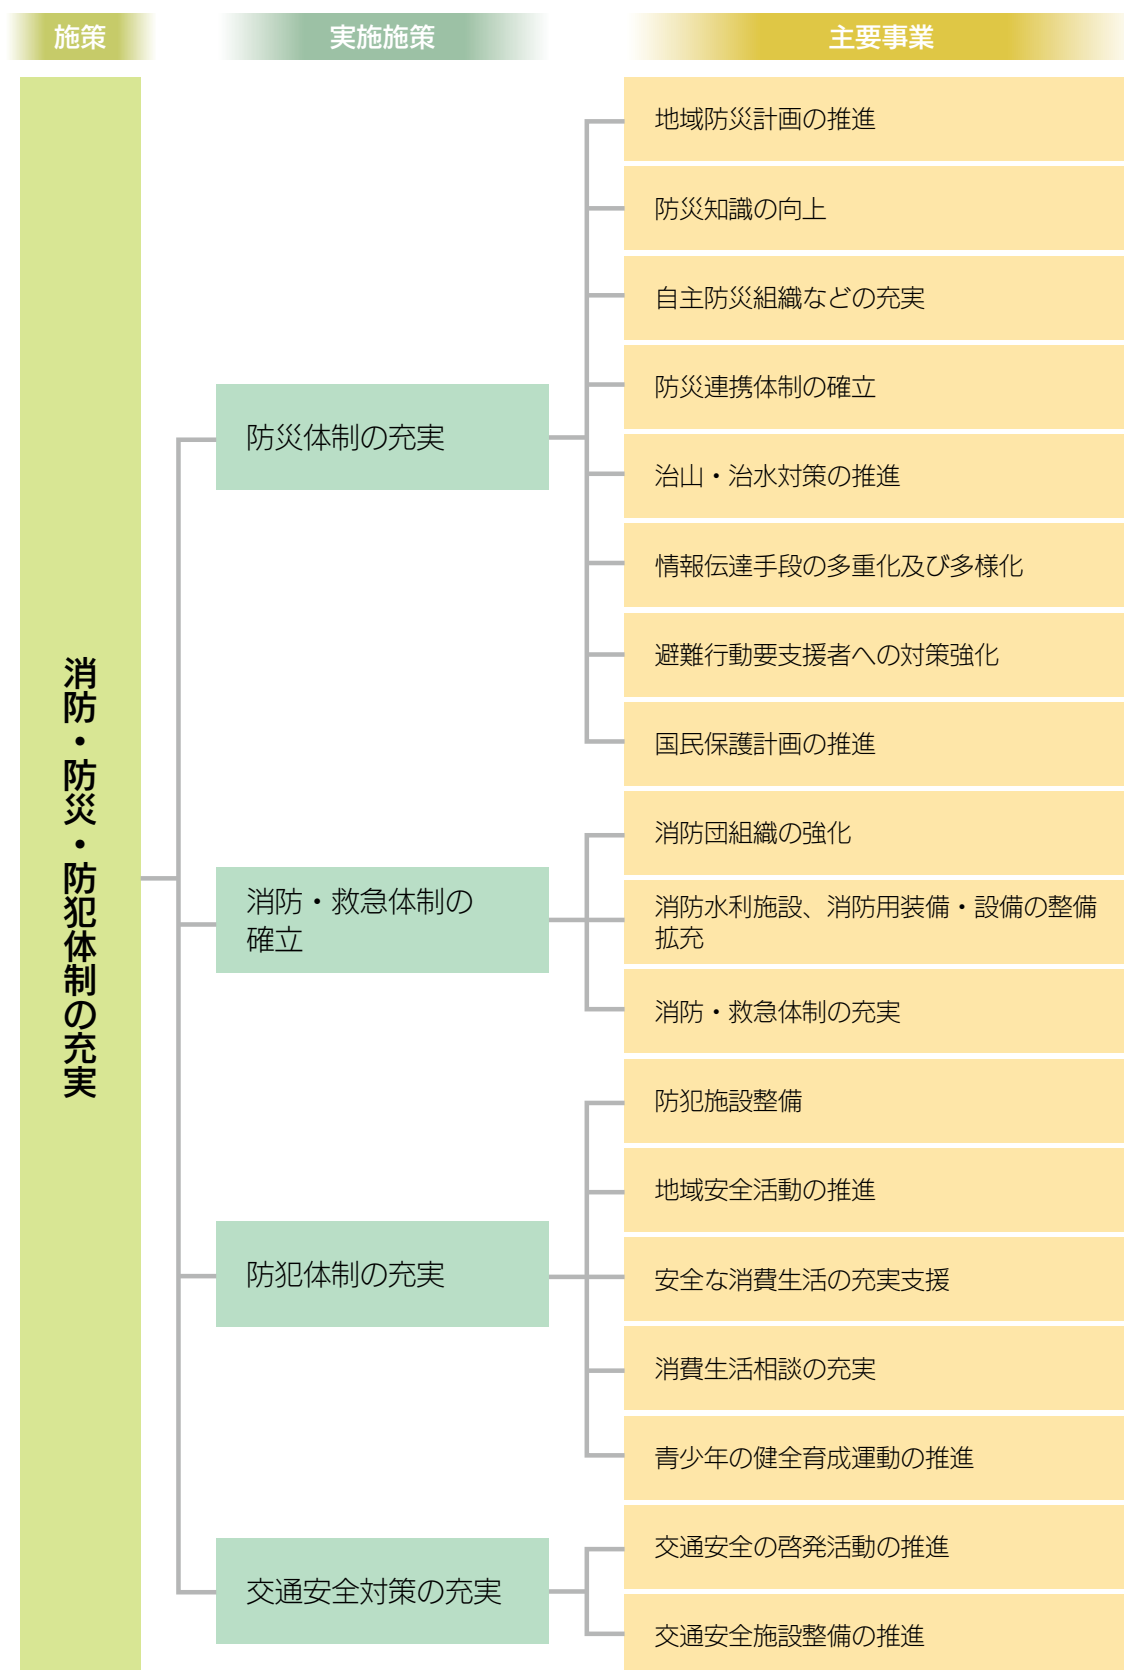 施策
実施施策
主要事業
消防・防災・防犯体制の充実
防災体制の充実
地域防災計画の推進
防災知識の向上
自主防災組織などの充実
防災連携体制の確立
治山・治水対策の推進
情報伝達手段の多重化及び多様化
避難行動要支援者への対策強化
国民保護計画の推進
消防・救急体制の
確立
消防団組織の強化
消防水利施設、消防用装備・設備の整備
拡充
消防・救急体制の充実
防犯体制の充実
防犯施設整備
地域安全活動の推進
安全な消費生活の充実支援
消費生活相談の充実
青少年の健全育成運動の推進
交通安全対策の充実
交通安全の啓発活動の推進
交通安全施設整備の推進